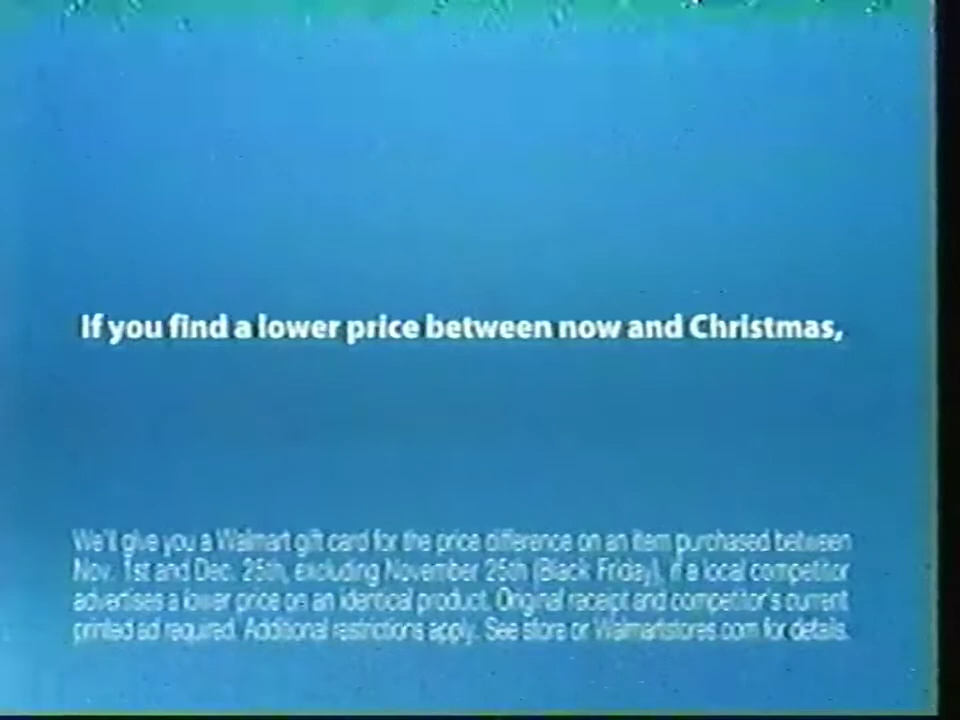 If you find a lower price between now and Christmas,
We'll give you a Walmart gift card for the price difference on an item purchased between
Nov. 1st and Dec. 25th, excluding November 25th (Black Friday), if a local competitor
advertises a lower price on an identical product. Original receipt and competitor's current
printed ad required. Additional restrictions apply. See store or Walmartstores.com for details.